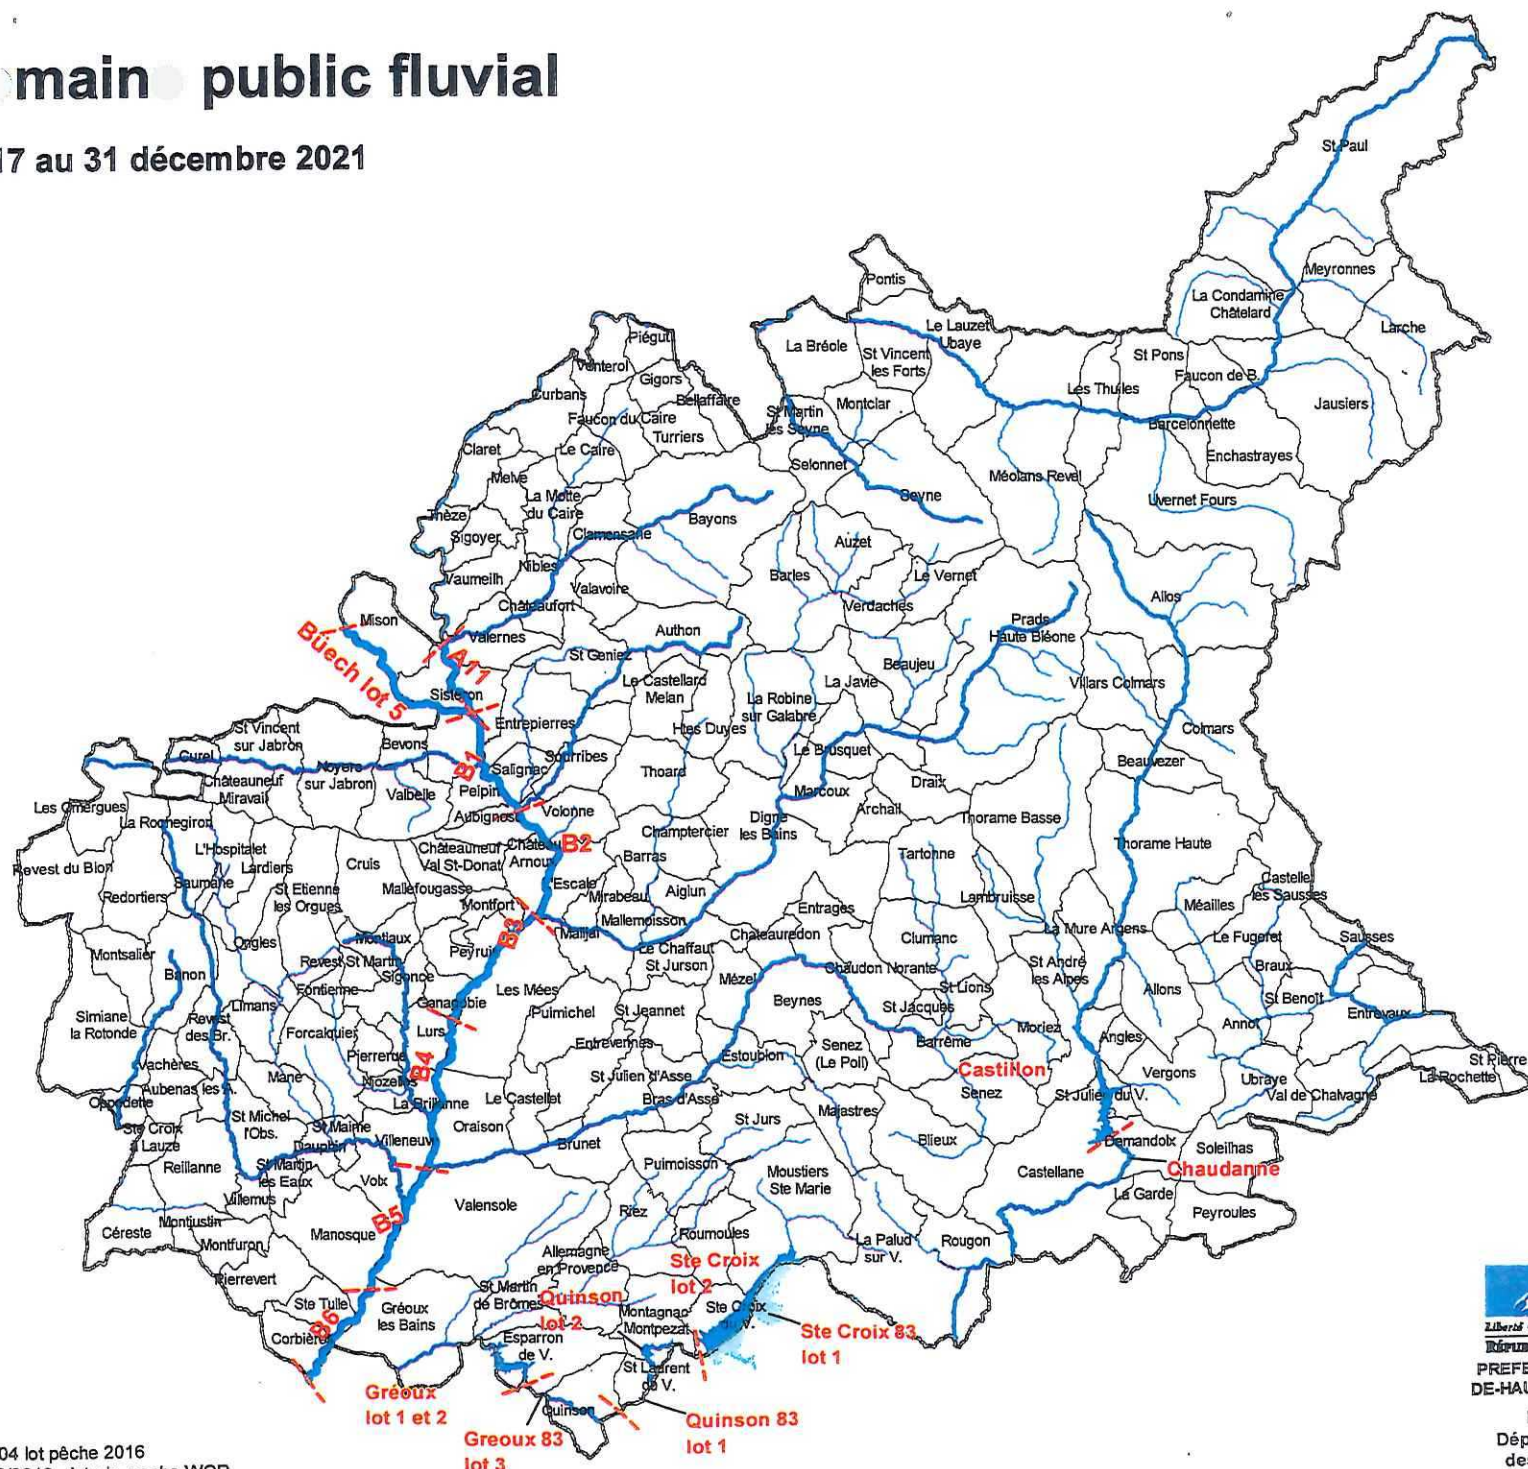 main public fluvial
17 au 31 décembre 2021
St Paul
Pontis
Meyronnes
La Condamine
Châtelard
Larche
Le Lauzet
Ubaye
La Bréole
St Vincent
les Forts
St Pons
Faucon de B.
Les Thuiles
Jausiers
Piégut
Venterol
Gigors
Curbans
Bellaffaire
Faucon du Caire
Turriers
St Martin
les Seyne
Montclar
Barcelonnette
Enchastrayes
Claret
Le Caire
Selonnet
Melve
La Motte
du Caire
Seyne
Méolans Revel
Uvernet Fours
Thèze
Sigoyer
Clamensane
Bayons
Auzet
Vaumeilh
Nibles
Valavoire
Barles
Le Vernet
Verdaches
Allos
Mison
Châteaufort
Valernes
Authon
Prads
Haute Bléone
Büech lot 5
A11
St Geniez
Beaujeu
Sisteron
Le Castellard
Melan
La Robine
sur Galabre
La Javie
Villars Colmars
Entrepierres
Htes Duyes
Colmars
St Vincent
sur Jabron
Curel
Bevons
Noyers
sur Jabron
B1
Salignac
Sourribes
Le Brusquet
Beauvezer
Châteauneuf
Miravail
Valbelle
Peipin
Thoard
Marcoux
Draix
Les Omergues
La Rochegiron
Aubignosc
Volonne
Digne
les Bains
Archail
Thorame Basse
L'Hospitalet
Lardiers
Cruis
Châteauneuf
Val St-Donat
Château
Arnoux
B2
Champtercier
Barras
Tartonne
Thorame Haute
Revest du Bion
Redortiers
Saumane
St Etienne
les Orgues
Mallefougasse
Montfort
Escale
Mirabeau
Aiglun
Entrages
Lambruisse
Castellet
les Sausses
Méailles
B3
Mallemoisson
Malijai
Le Chaffaut
St Jurson
Chateauredon
Clumanc
La Mure Argens
Le Fugeret
Sausses
Montsalier
Ongles
Montlaux
Revest St Martin
Peyruis
Sigonce
Banon
Fontienne
Mézel
Chaudon Norante
St André
les Alpes
Braux
Simiane
la Rotonde
Limans
Revest
des Br.
Ganagobie
Les Mées
Puimichel
St Jeannet
Beynes
St Lions
St Jacques
Allons
St Benoît
Annot
Entrevaux
Forcalquier
Lurs
Pierrerue
Entrevennes
Estoublon
Senez
(Le Poil)
Barrême
Moriez
Angles
Vachères
Mane
Niozelles
B4
St Julien d'Asse
Castillon
Vergons
Ubraye
St Pierre
La Rochette
Oppedette
Aubenas les A.
La Brillanne
Le Castellet
Bras d'Asse
Senez
St Julien du V.
Val de Chalvagne
Ste Croix
à Lauze
St Michel
l'Obs.
St Maime
Dauphin
Villeneuve
Oraison
Brunet
St Jurs
Majastres
Blieux
Demandolx
Soleilhas
Reillanne
St Martin
les Eaux
Volx
Puimoisson
Moustiers
Ste Marie
Castellane
Chaudanne
Villemus
Valensole
La Garde
Peyroules
Céreste
Montjustin
Montfuron
Manosque
B5
Riez
Roumoules
La Palud
sur V.
Rougon
Pierrevert
Allemagne
en Provence
Ste Croix
lot 2
Ste Tulle
Gréoux
les Bains
St Martin
de Brômes
Quinson
lot 2
Montagnac
Montpezat
Ste Croix
du V.
Ste Croix 83
lot 1
Corbières
B6
Esparron
de V.
St Laurent
de V.
Gréoux
lot 1 et 2
Quinson
Quinson 83
lot 1
Greoux 83
lot 3
04 lot pêche 2016
PREFE
DE-HAU
Dép
de